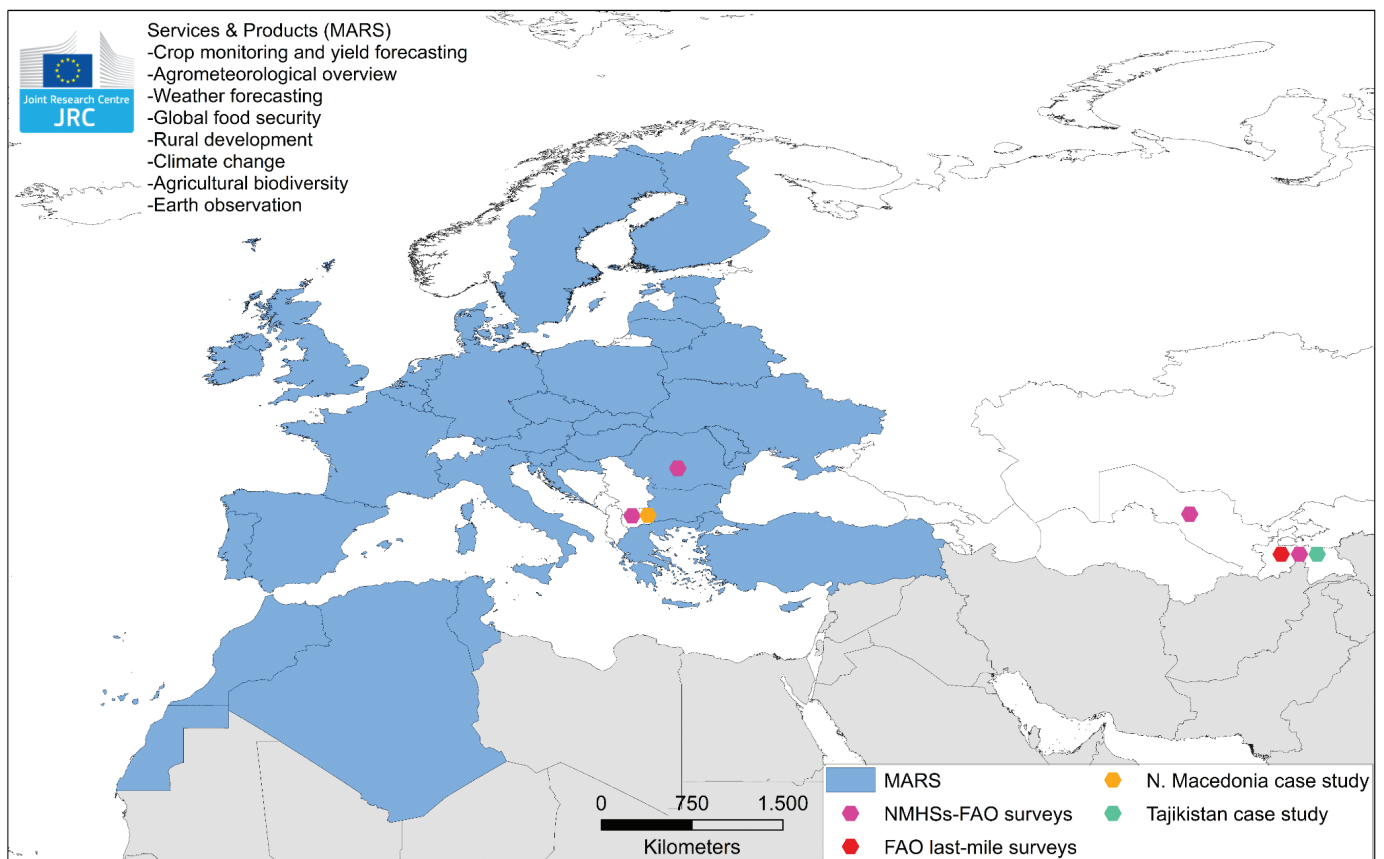 Services & Products (MARS)
-Crop monitoring and yield forecasting
-Agrometeorological overview
-Weather forecasting
-Global food security
-Rural development
-Climate change
-Agricultural biodiversity
-Earth observation
Joint Research Centre
JRC
0 750 1.500
Kilometers
MARS
NMHSs-FAO surveys
FAO last-mile surveys
N. Macedonia case study
Tajikistan case study